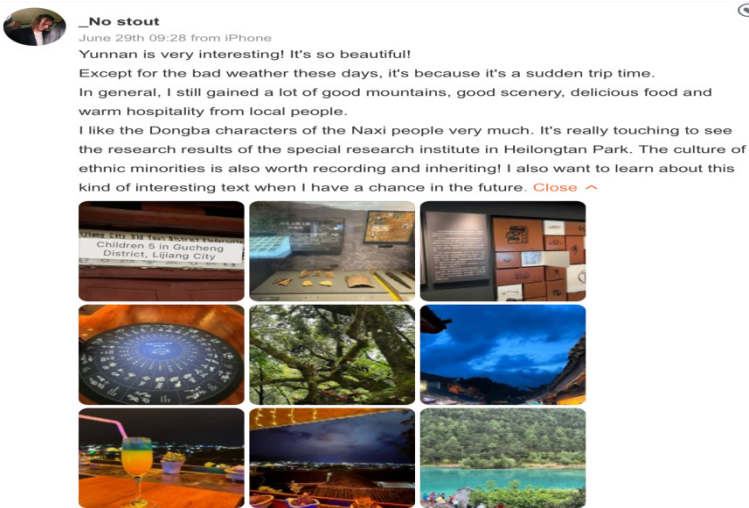 _No stout
June 29th 09:28 from iPhone
Yunnan is very interesting! It's so beautiful!
Except for the bad weather these days, it's because it's a sudden trip time.
In general, I still gained a lot of good mountains, good scenery, delicious food and
warm hospitality from local people.
I like the Dongba characters of the Naxi people very much. It's really touching to see
the research results of the special research institute in Heilongtan Park. The culture of
ethnic minorities is also worth recording and inheriting! I also want to learn about this
kind of interesting text when I have a chance in the future. Close
Children 5 in Gucheng
District, Lijiang City